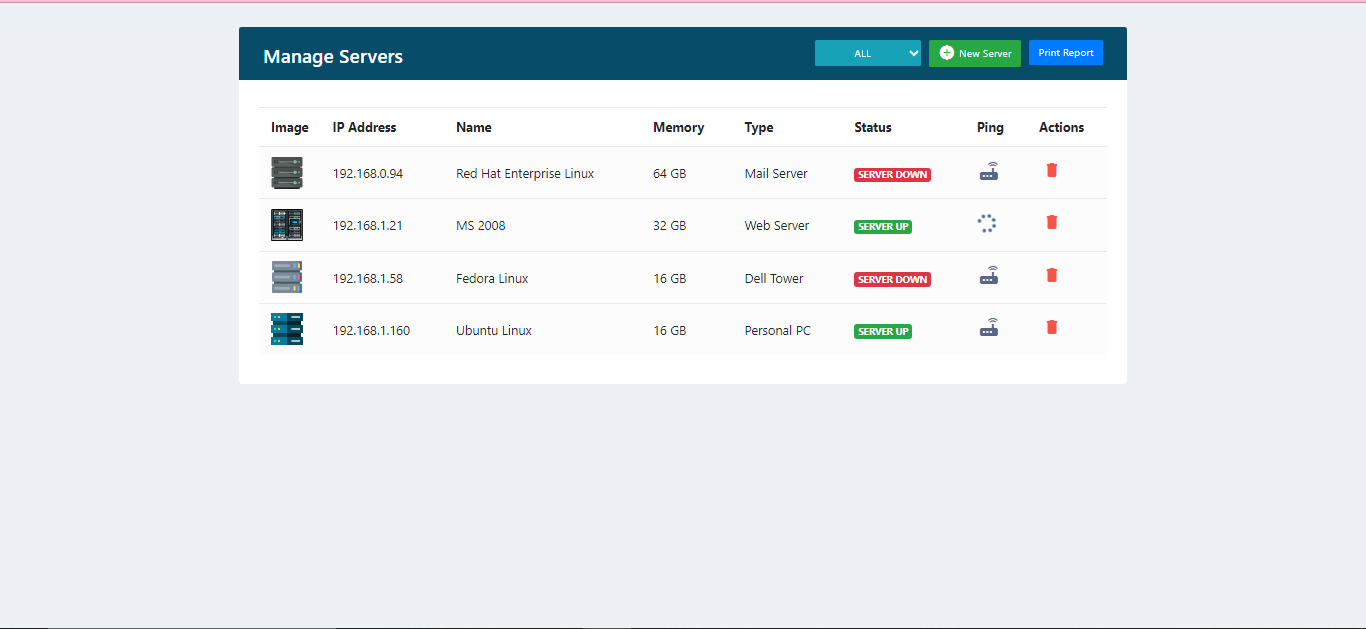 Manage Servers ALL New Server Print Report
Image IP Address Name Memory Type Status Ping Actions
192.168.0.94 Red Hat Enterprise Linux 64 GB Mail Server SERVER DOWN
192.168.1.21 MS 2008 32 GB Web Server SERVER UP
192.168.1.58 Fedora Linux 16 GB Dell Tower SERVER DOWN
192.168.1.160 Ubuntu Linux 16 GB Personal PC SERVER UP